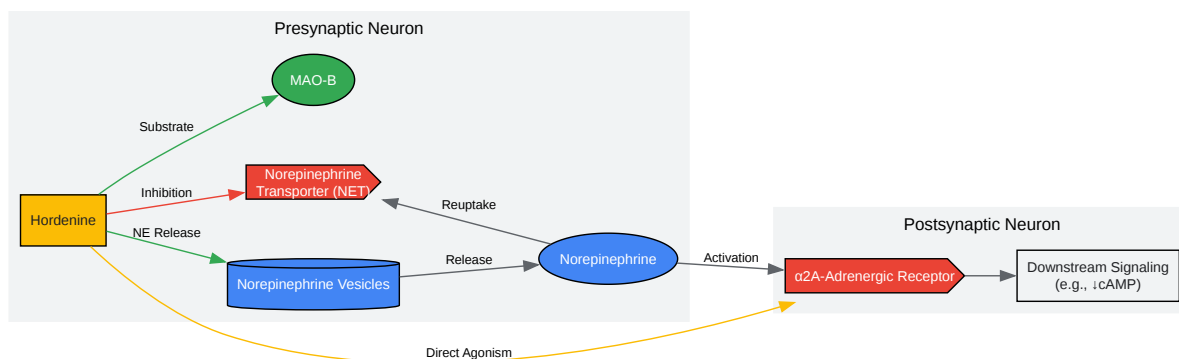 Presynaptic Neuron
MAO-B
Substrate
Norepinephrine
Transporter (NET)
Inhibition
Hordenine
Reuptake
NE Release
Norepinephrine Vesicles
Release
Norepinephrine
Activation
Postsynaptic Neuron
α2A-Adrenergic Receptor
Downstream Signaling
(e.g., ↓cAMP)
Direct Agonism